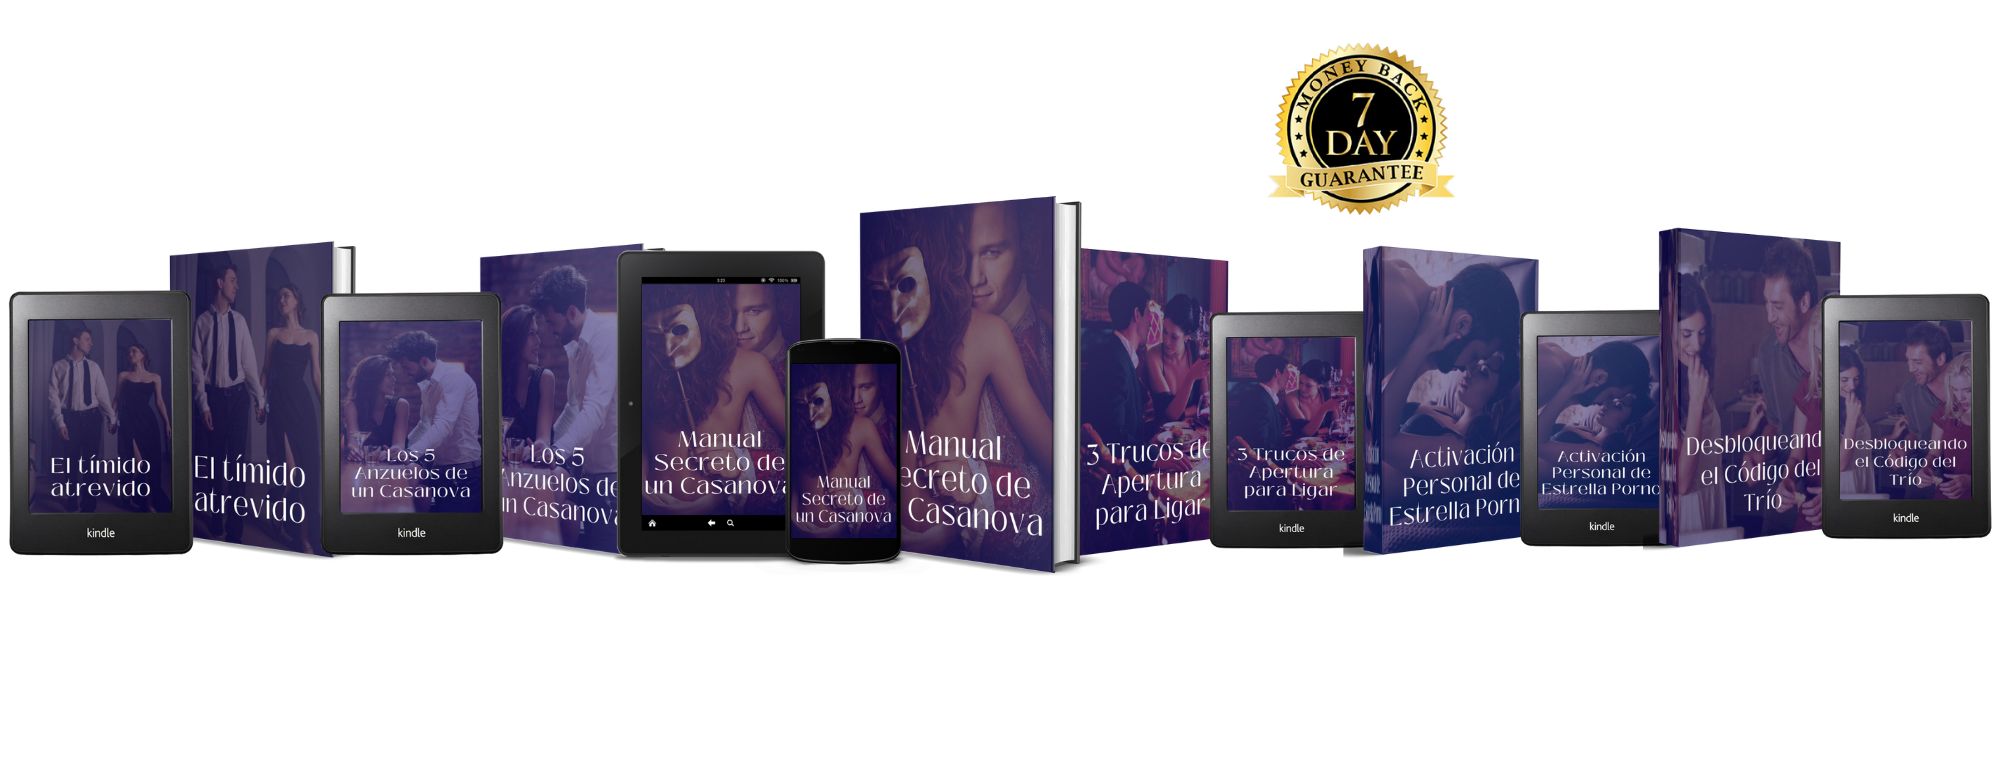 MONEY BACK
7
DAY
GUARANTEE
El tímido
atrevido
kindle
El tímido
atrevido
Los 5
Anzuelos de
un Casanova
kindle
Los 5
Anzuelos de
un Casanova
3:23
100%
Manual
Secreto de
un Casanova
Manual
Secreto de
un Casanova
Manual
ecreto de
Casanova
3 Trucos de
Apertura
para Ligar
3 Trucos de
Apertura
para Ligar
kindle
Activación
Personal de
Estrella Porn
Activación
Personal de
Estrella Porno
kindle
Desbloqueand
el Código del
Trío
Desbloqueando
el Código del
Trío
kindle